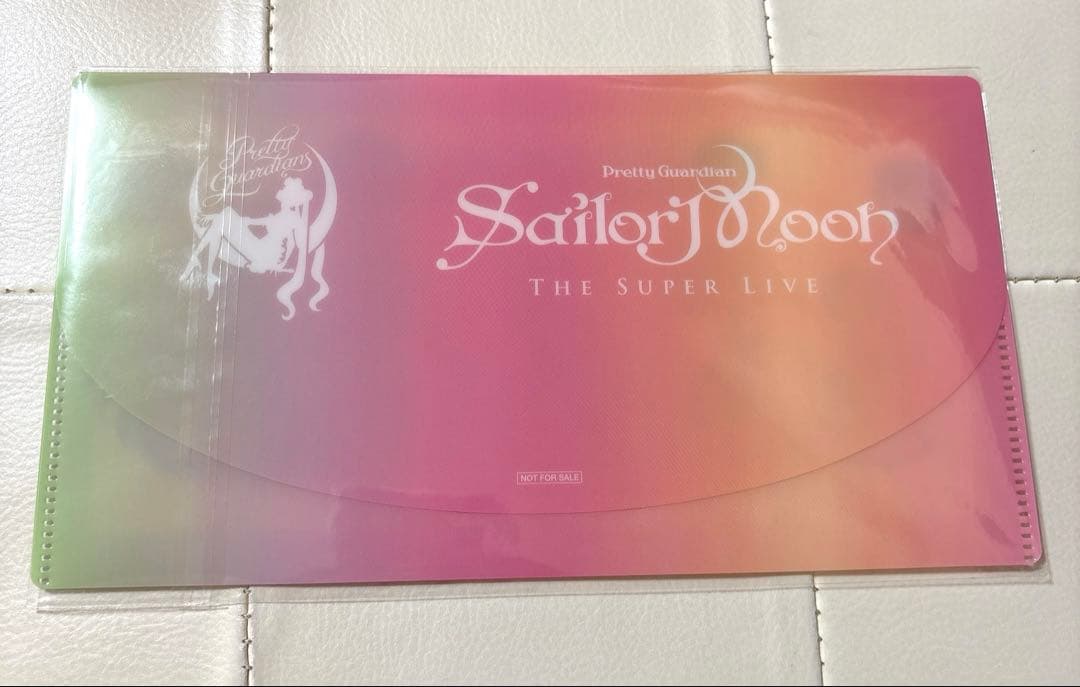 Pretty
Guardians
Pretty Guardian
Sailor Moon
THE SUPER LIVE
NOT FOR SALE